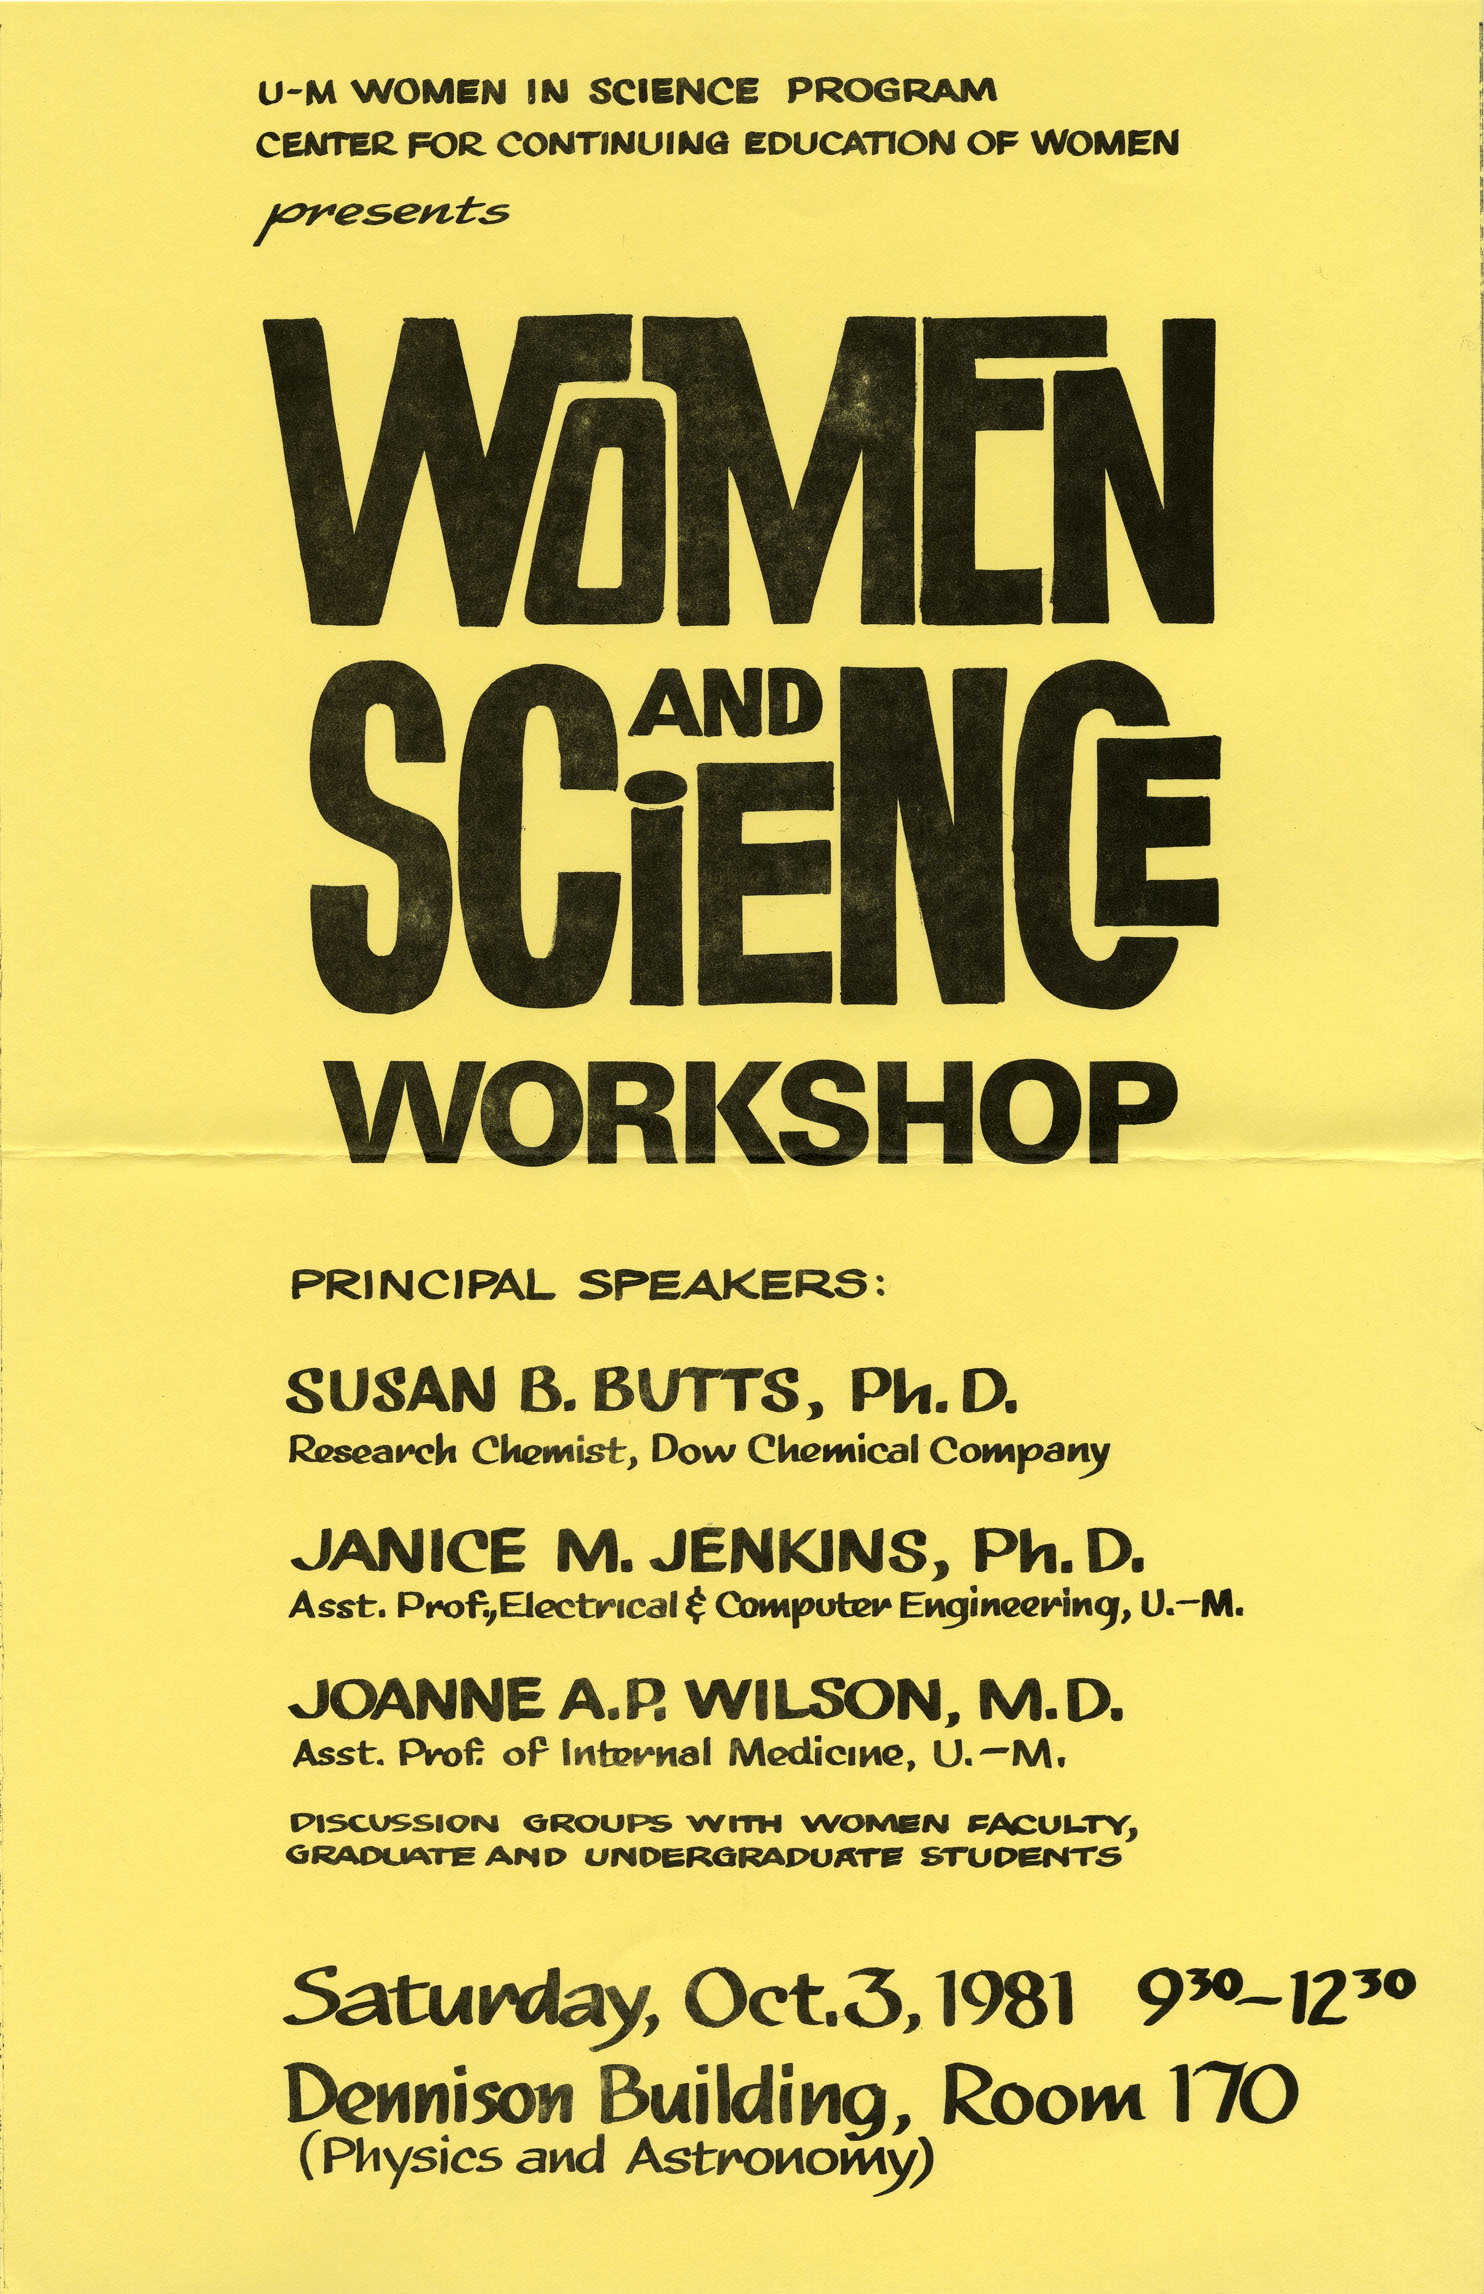 U-M WOMEN IN SCIENCE PROGRAM
CENTER FOR CONTINUING EDUCATION OF WOMEN
presents
WOMEN
AND
SCiENCE
WORKSHOP
PRINCIPAL SPEAKERS:
SUSAN B. BUTTS, Ph. D.
Research Chemist, Dow Chemical Company
JANICE M. JENKINS, Ph. D.
Asst. Prof., Electrical & Computer Engineering, U.-M.
JOANNE A.P. WILSON, M.D.
Asst. Prof. of Internal Medicine, U.-M.
DISCUSSION GROUPS WITH WOMEN FACULTY,
GRADUATE AND UNDERGRADUATE STUDENTS
Saturday, Oct. 3, 1981 9³⁰-12³⁰
Dennison Building, Room 170
(Physics and Astronomy)